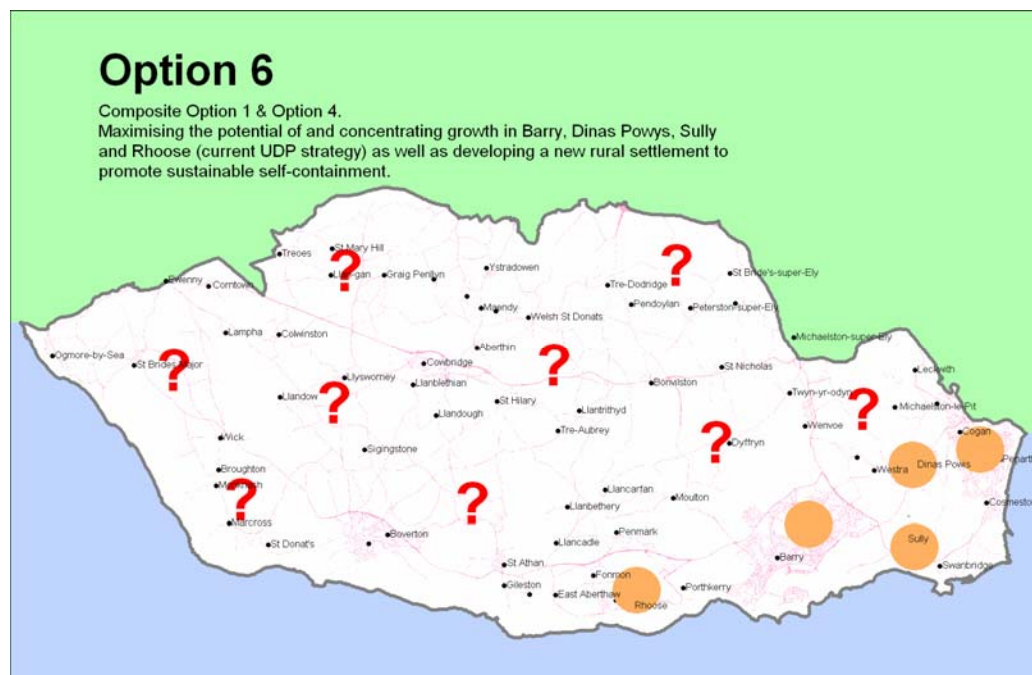 Option 6
Composite Option 1 & Option 4.
Maximising the potential of and concentrating growth in Barry, Dinas Powys, Sully
and Rhoose (current UDP strategy) as well as developing a new rural settlement to
promote sustainable self-containment.
St Mary Hill
Treoes
?
?
Graig Penllyn
Ystradowen
St Bride's-super-Ely
Ewenny
Corntown
Tre-Dodridge
Pendoylan
Peterston-super-Ely
Maendy
Welsh St Donats
Lampha
Colwinston
Michaelston-super-Ely
Aberthin
Ogmore-by-Sea
St Brides Major
?
Cowbridge
?
St Nicholas
Leckwith
Llysworney
Llanblethian
Bonvilston
Llandow
?
St Hilary
Twyn-yr-odyn
?
Michaelston-le-Pit
Llandough
Llantrithyd
Tre-Aubrey
Wenvoe
Cogan
Wick
Sigingstone
?
Dyffryn
Penarth
Broughton
Westra
Dinas Powys
?
Marcross
?
Llancarfan
Moulton
Llanbethery
Cosmeston
St Donat's
Boverton
Llancadle
Penmark
Sully
Barry
St Athan
Swanbridge
Gileston
Fonmon
East Aberthaw
Porthkerry
Rhoose